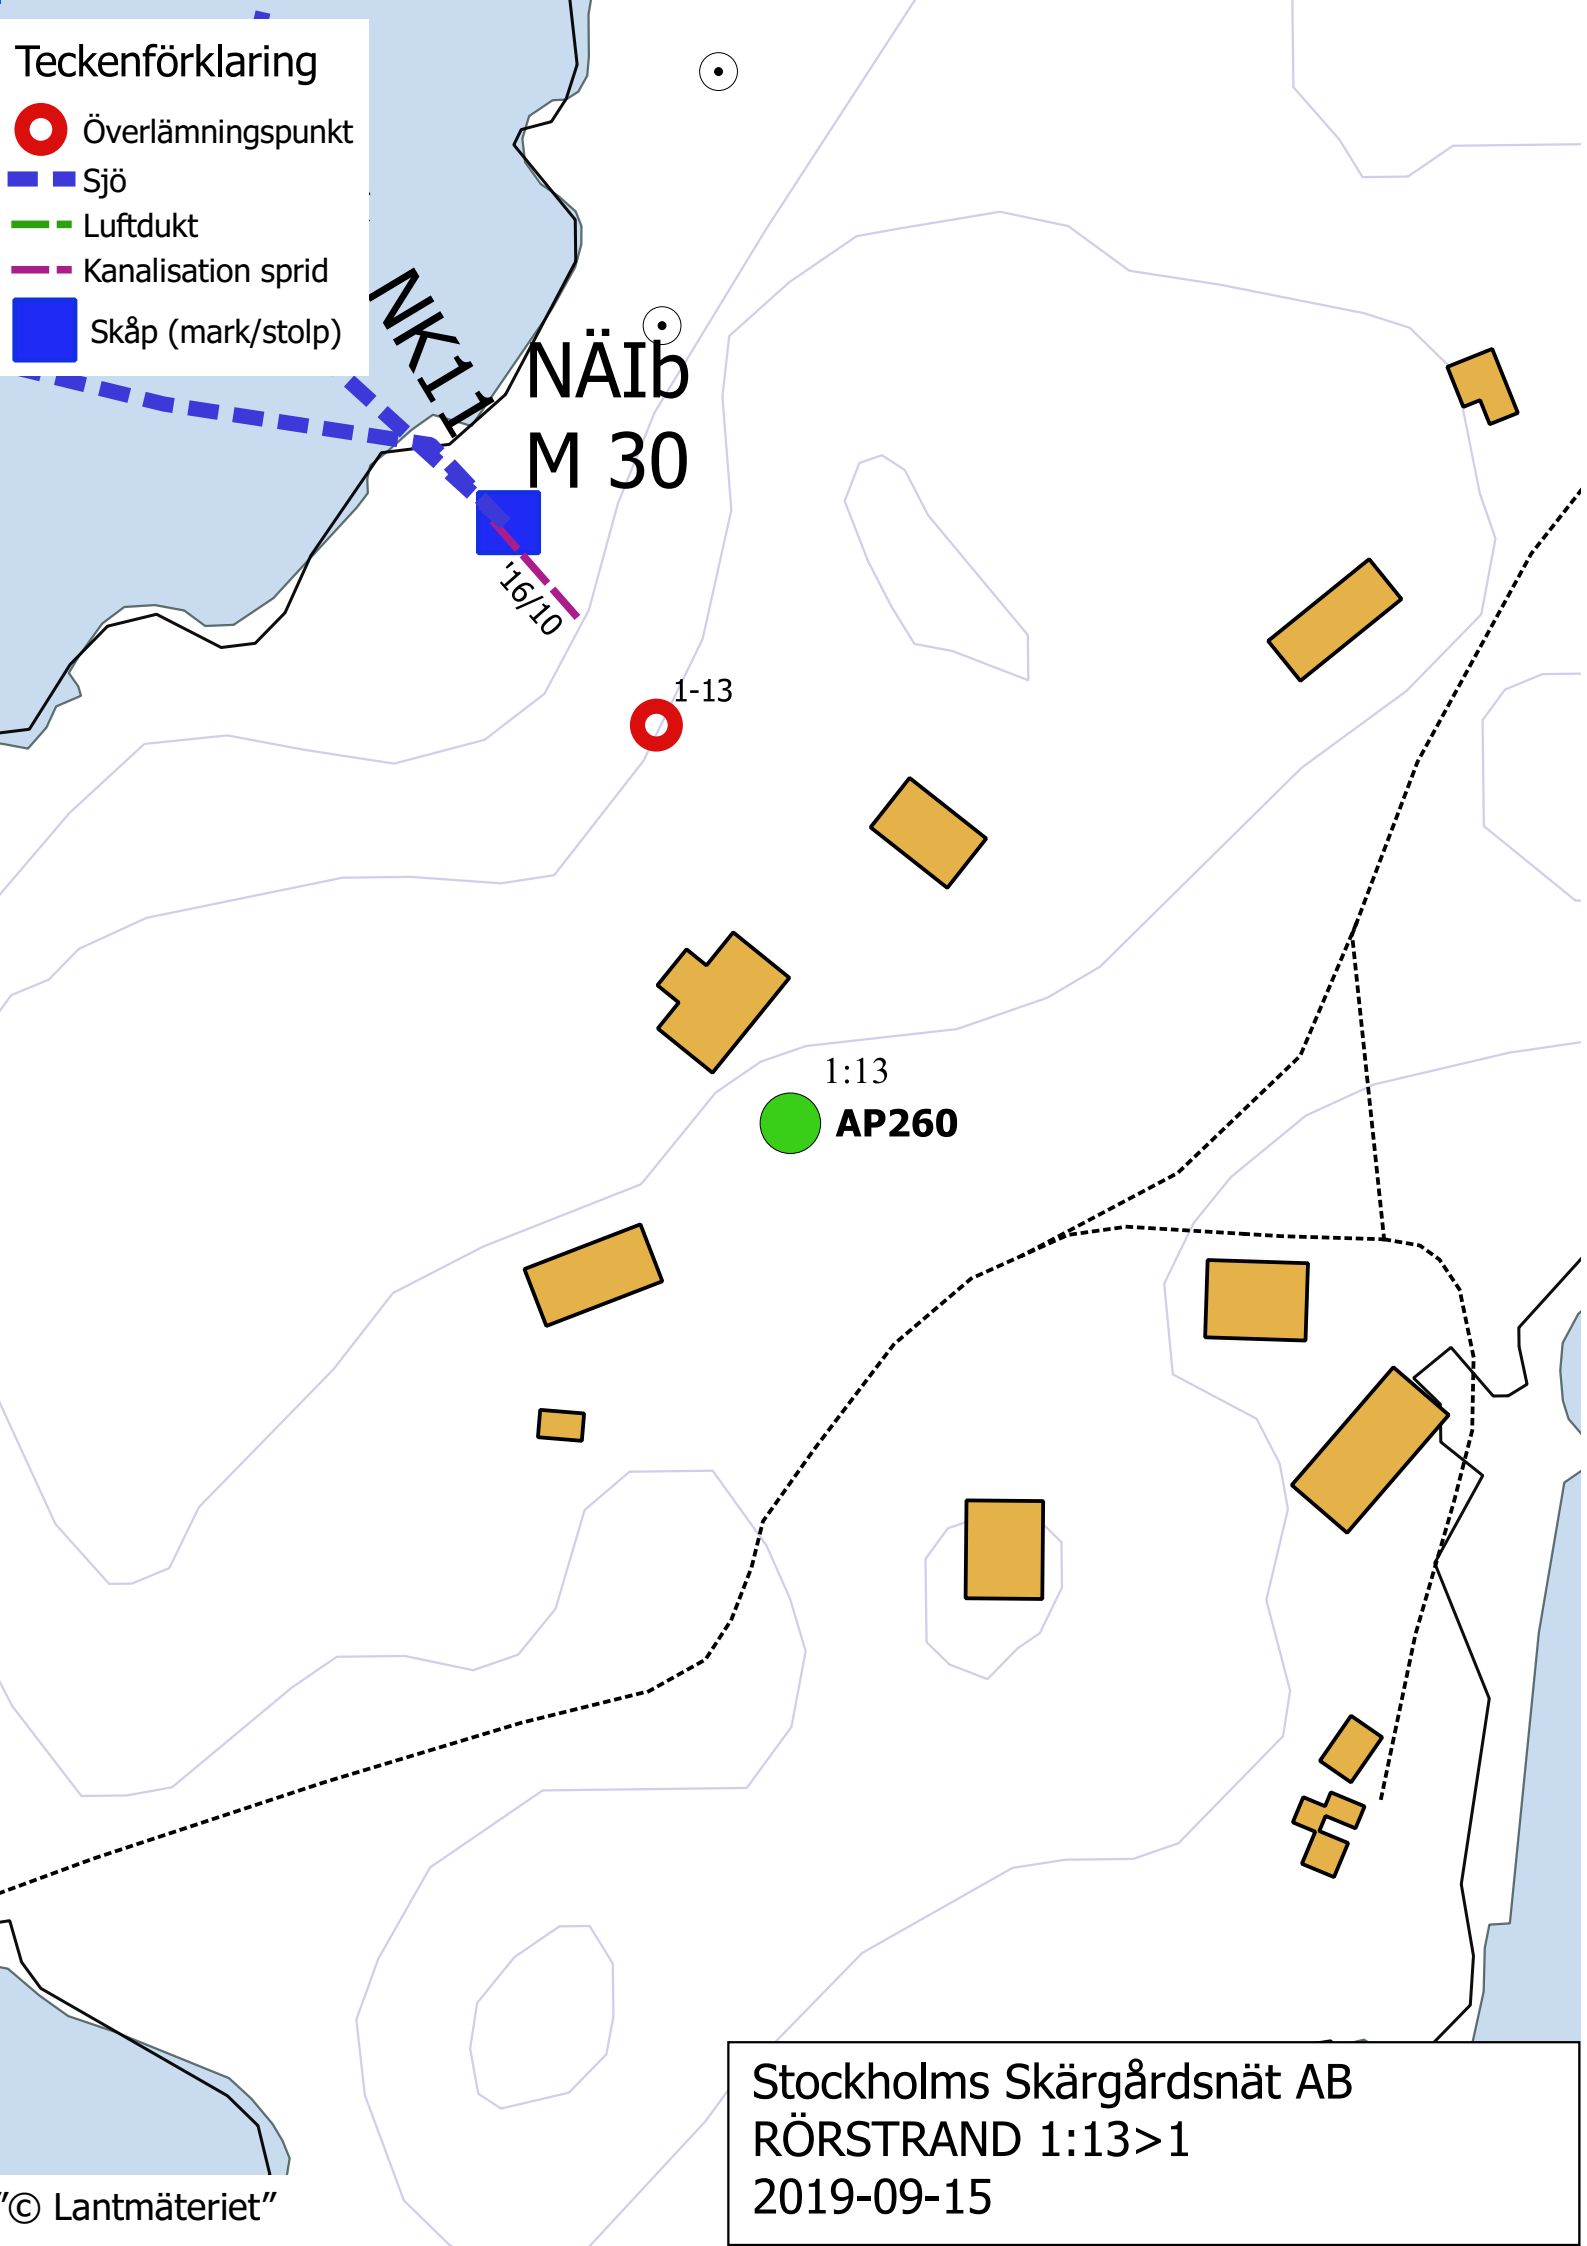 Teckenförklaring
Överlämningspunkt
Sjö
Luftdukt
Kanalisation sprid
Skåp (mark/stolp)
NK11
NÄIb
M 30
'16/10
1-13
1:13
AP260
Stockholms Skärgårdsnät AB
RÖRSTRAND 1:13>1
2019-09-15
"© Lantmäteriet"